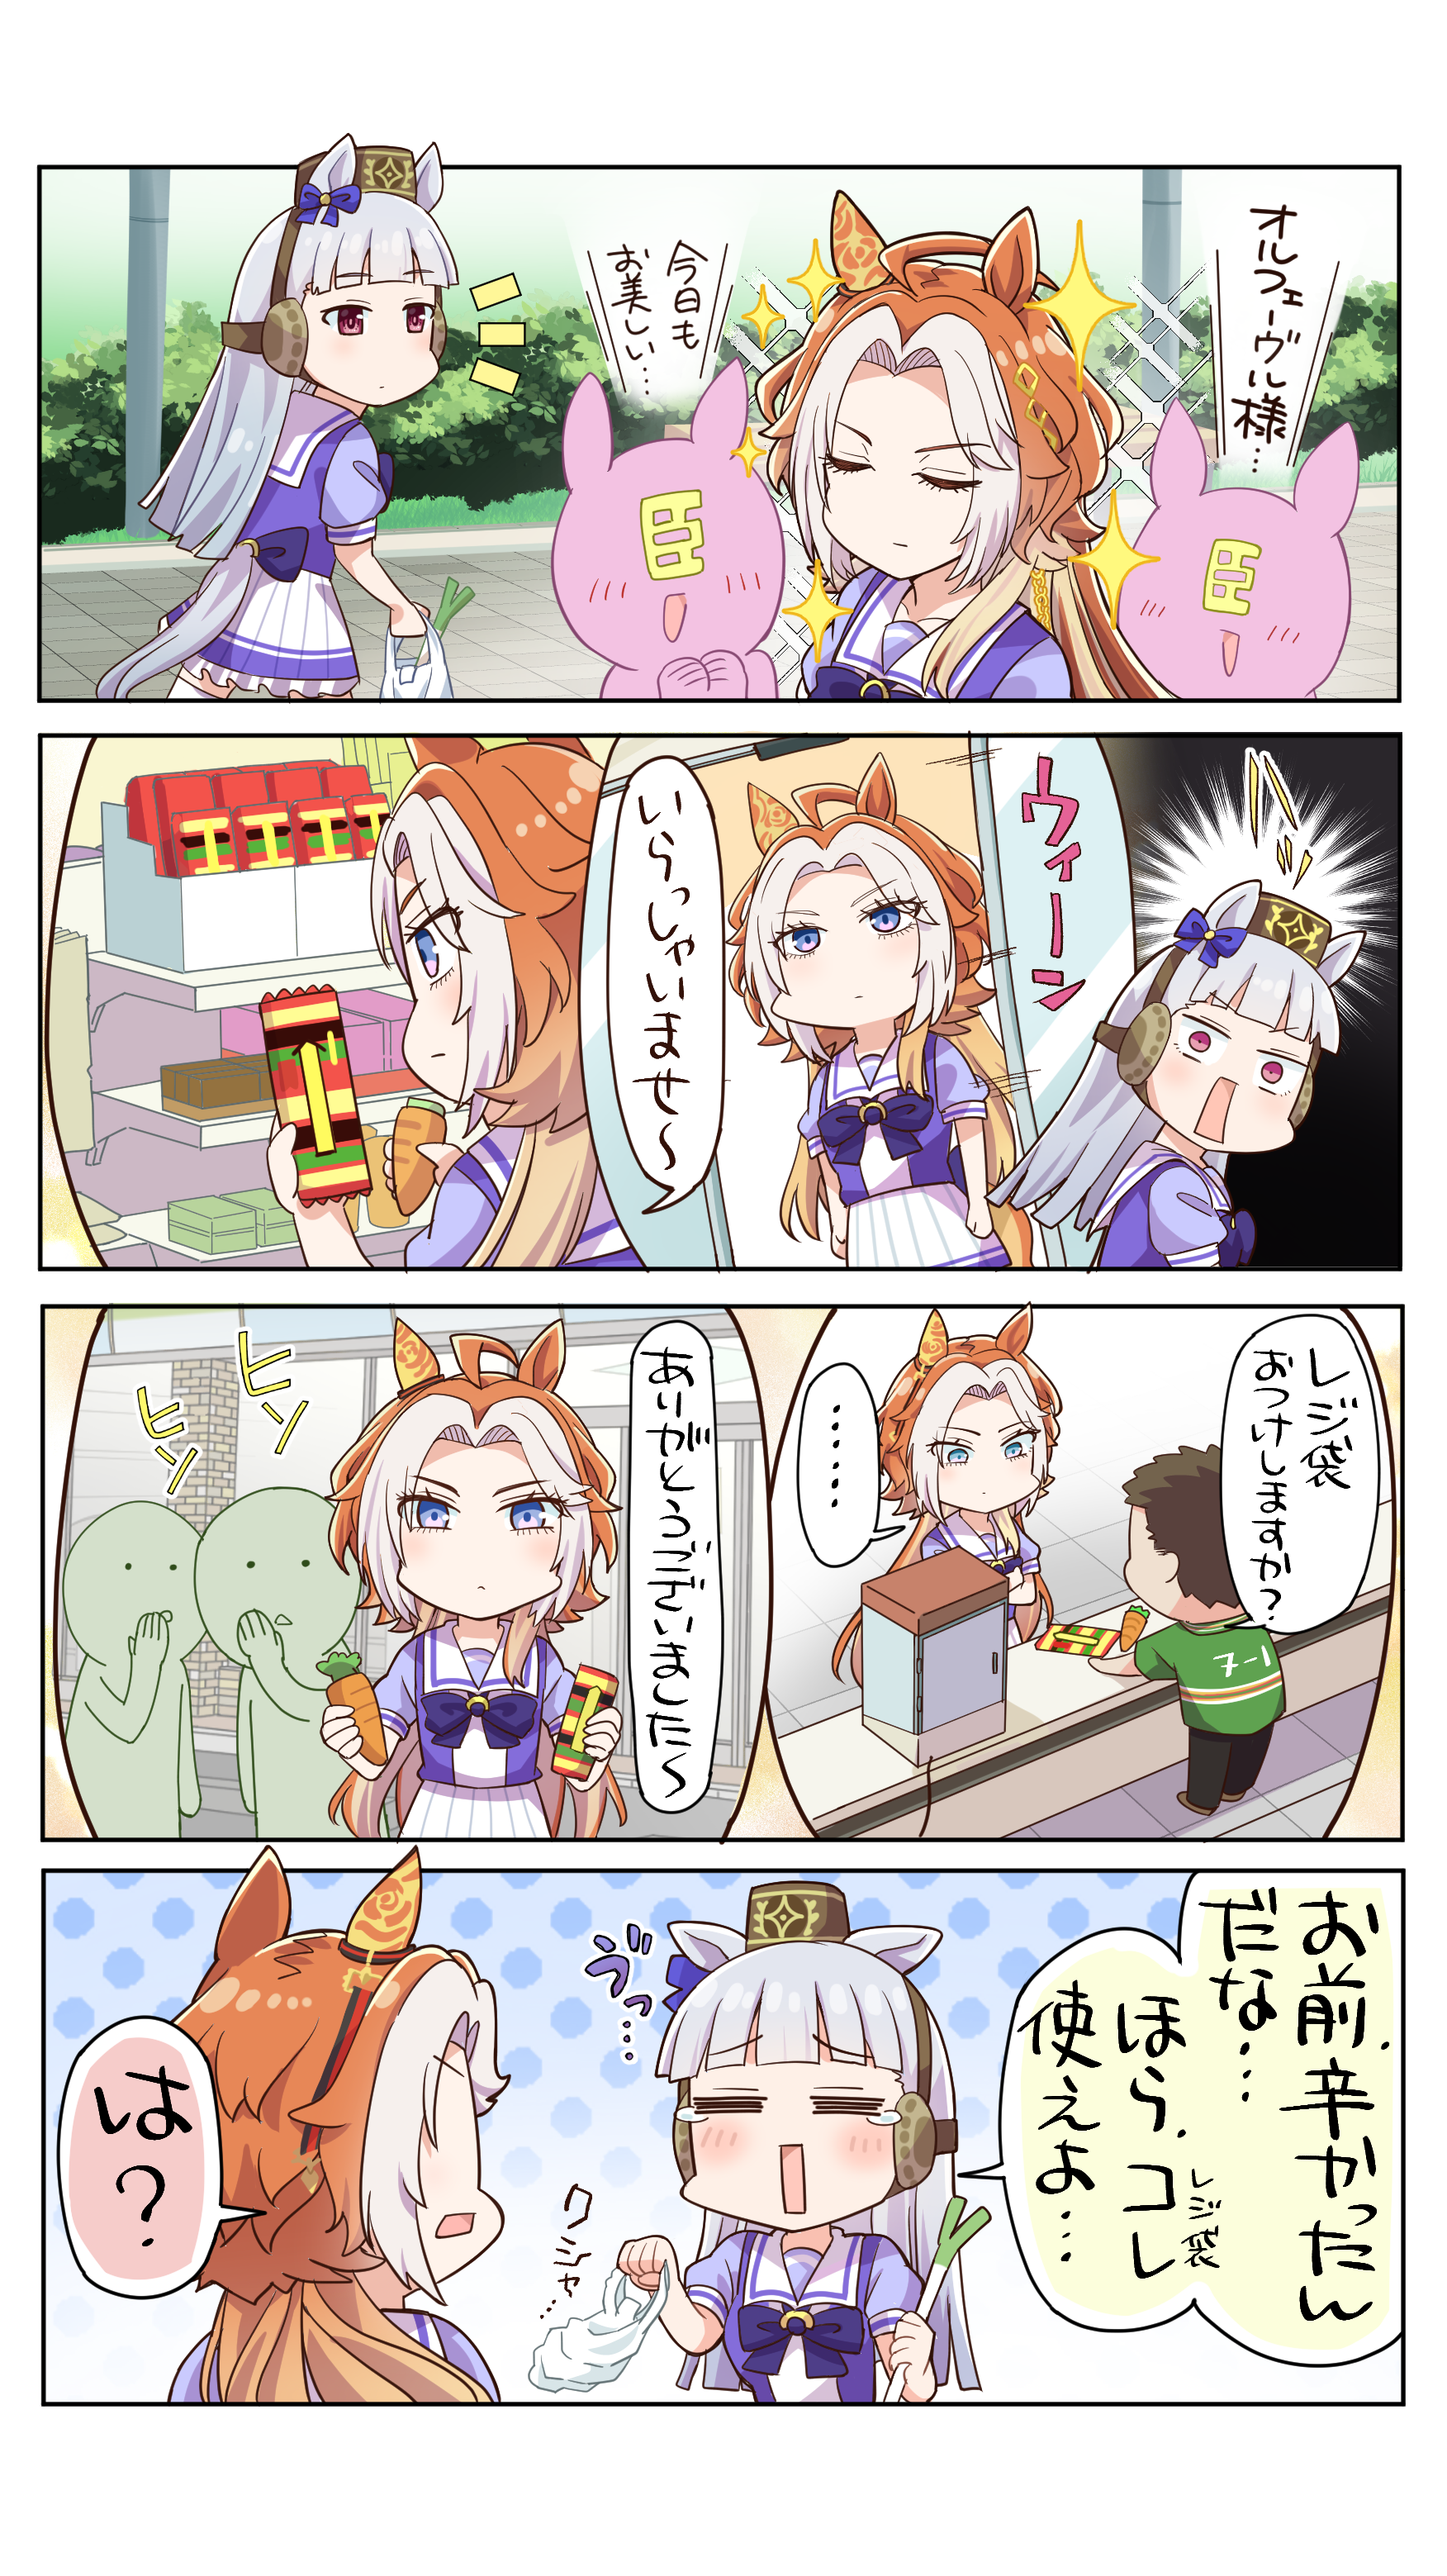 オルフェーヴル様…
今日も
お美しい…
臣
臣
ウィーン
いらっしゃいませ〜
レジ袋
おつけしますか？
……
7-1
ありがとうございました〜
ヒソ
ヒソ
お前、辛かったん
だな…
ほら、コレ
レジ袋
使えよ…
ううっ…
クシャ…
は？